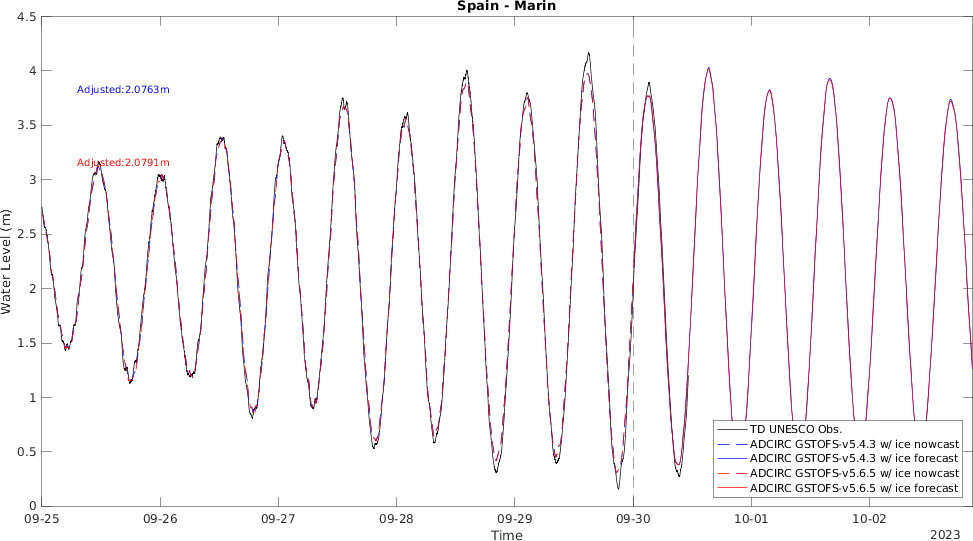 Spain - Marin
4.5
4
3.5
3
2.5
2
1.5
1
0.5
0
Water Level (m)
Adjusted:2.0763m
Adjusted:2.0791m
TD UNESCO Obs.
ADCIRC GSTOFS-v5.4.3 w/ ice nowcast
ADCIRC GSTOFS-v5.4.3 w/ ice forecast
ADCIRC GSTOFS-v5.6.5 w/ ice nowcast
ADCIRC GSTOFS-v5.6.5 w/ ice forecast
09-25 09-26 09-27 09-28 09-29 09-30 10-01 10-02
Time
2023